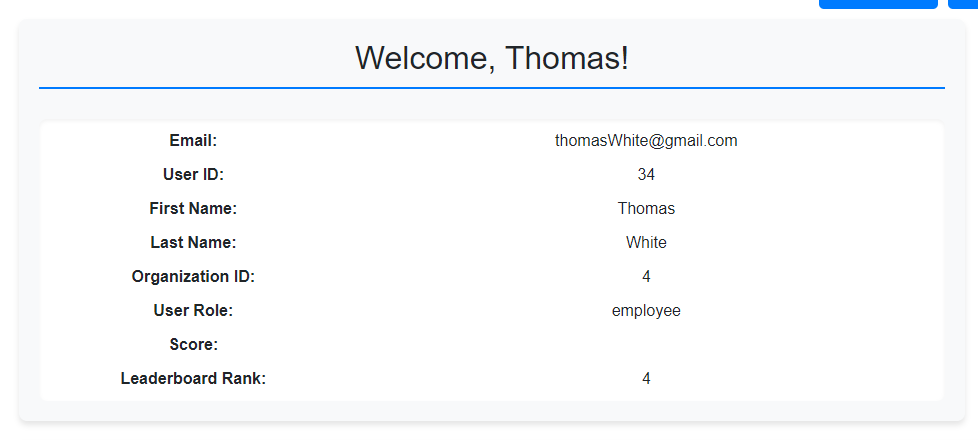 Welcome, Thomas!
Email: thomasWhite@gmail.com
User ID: 34
First Name: Thomas
Last Name: White
Organization ID: 4
User Role: employee
Score:
Leaderboard Rank: 4